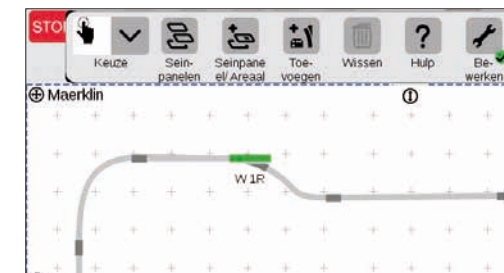 STO
Keuze
Sein-
panelen
Seinpane
el/Areaal
Toe-
voegen
Wissen
Hulp
Be-
werken
Maerklin
W 1R